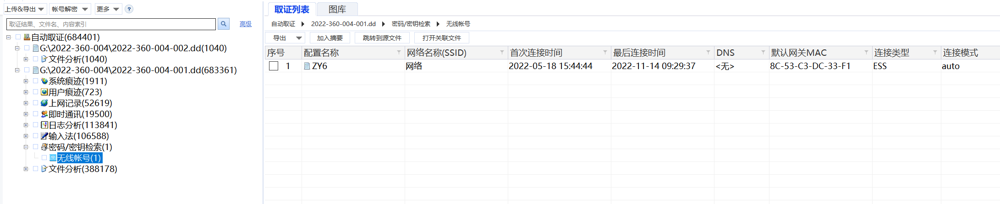 上传&导出 帐号解密 更多 ?
取证结果、文件名、内容索引 高级
自动取证(684401)
G:\2022-360-004\2022-360-004-002.dd(1040)
文件分析(1040)
G:\2022-360-004\2022-360-004-001.dd(683361)
系统痕迹(1911)
用户痕迹(723)
上网记录(52619)
即时通讯(19500)
日志分析(113841)
输入法(106588)
密码/密钥检索(1)
无线帐号(1)
文件分析(388178)
取证列表 图库
自动取证 2022-360-004-001.dd 密码/密钥检索 无线帐号
导出 加入摘要 跳转到源文件 打开关联文件
序号 配置名称 网络名称(SSID) 首次连接时间 最后连接时间 DNS 默认网关MAC 连接类型 连接模式
1 ZY6 网络 2022-05-18 15:44:44 2022-11-14 09:29:37 <无> 8C-53-C3-DC-33-F1 ESS auto